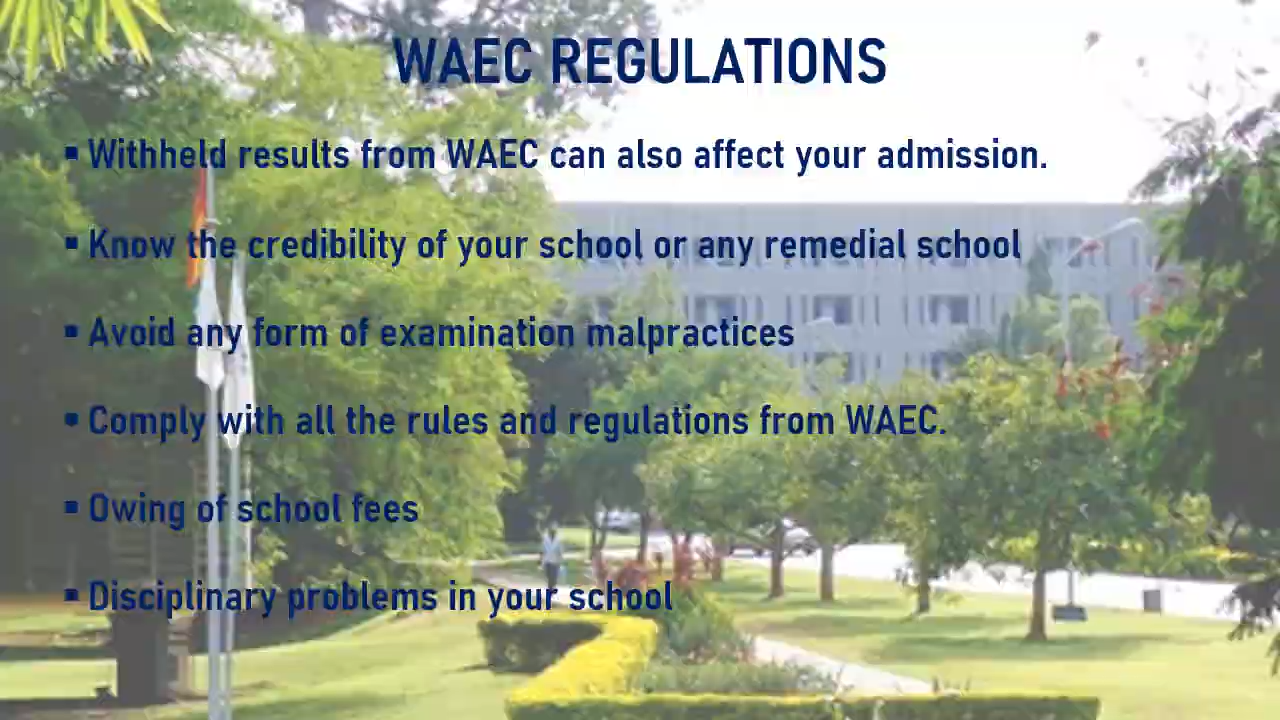 WAEC REGULATIONS
▪ Withheld results from WAEC can also affect your admission.
▪ Know the credibility of your school or any remedial school
▪ Avoid any form of examination malpractices
▪ Comply with all the rules and regulations from WAEC.
▪ Owing of school fees
▪ Disciplinary problems in your school